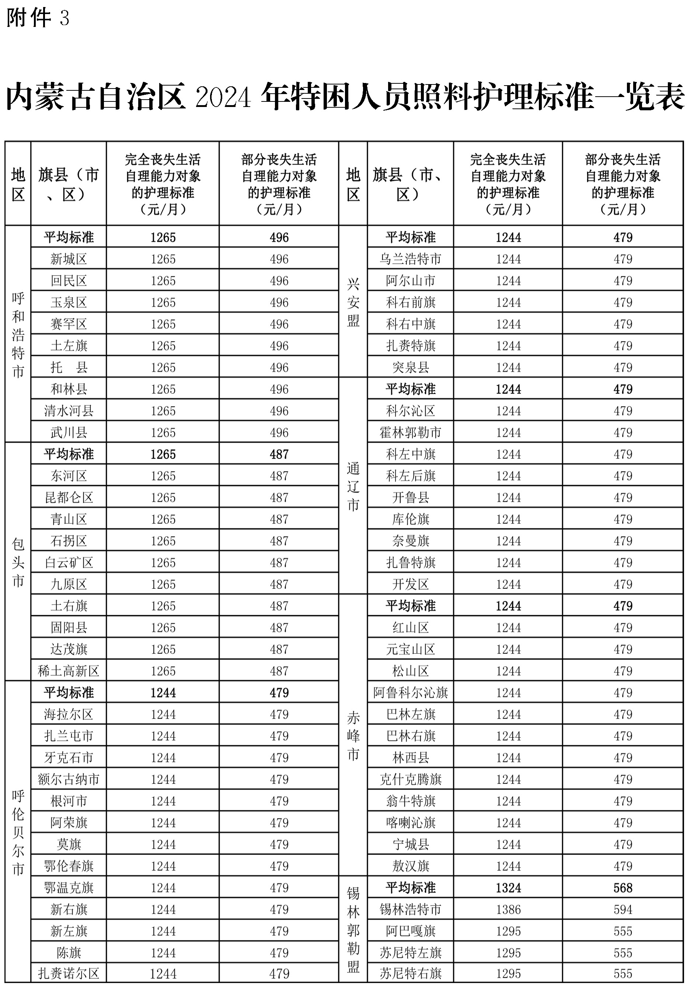 附件 3
内蒙古自治区 2024 年特困人员照料护理标准一览表
地区 旗县（市、区） 完全丧失生活自理能力对象的护理标准（元/月） 部分丧失生活自理能力对象的护理标准（元/月） 地区 旗县（市、区） 完全丧失生活自理能力对象的护理标准（元/月） 部分丧失生活自理能力对象的护理标准（元/月）
呼和浩特市 平均标准 1265 496 兴安盟 平均标准 1244 479
新城区 1265 496 乌兰浩特市 1244 479
回民区 1265 496 阿尔山市 1244 479
玉泉区 1265 496 科右前旗 1244 479
赛罕区 1265 496 科右中旗 1244 479
土左旗 1265 496 扎赉特旗 1244 479
托　县 1265 496 突泉县 1244 479
和林县 1265 496 通辽市 平均标准 1244 479
清水河县 1265 496 科尔沁区 1244 479
武川县 1265 496 霍林郭勒市 1244 479
包头市 平均标准 1265 487 科左中旗 1244 479
东河区 1265 487 科左后旗 1244 479
昆都仑区 1265 487 开鲁县 1244 479
青山区 1265 487 库伦旗 1244 479
石拐区 1265 487 奈曼旗 1244 479
白云矿区 1265 487 扎鲁特旗 1244 479
九原区 1265 487 开发区 1244 479
土右旗 1265 487 赤峰市 平均标准 1244 479
固阳县 1265 487 红山区 1244 479
达茂旗 1265 487 元宝山区 1244 479
稀土高新区 1265 487 松山区 1244 479
呼伦贝尔市 平均标准 1244 479 阿鲁科尔沁旗 1244 479
海拉尔区 1244 479 巴林左旗 1244 479
扎兰屯市 1244 479 巴林右旗 1244 479
牙克石市 1244 479 林西县 1244 479
额尔古纳市 1244 479 克什克腾旗 1244 479
根河市 1244 479 翁牛特旗 1244 479
阿荣旗 1244 479 喀喇沁旗 1244 479
莫旗 1244 479 宁城县 1244 479
鄂伦春旗 1244 479 敖汉旗 1244 479
鄂温克旗 1244 479 锡林郭勒盟 平均标准 1324 568
新右旗 1244 479 锡林浩特市 1386 594
新左旗 1244 479 阿巴嘎旗 1295 555
陈旗 1244 479 苏尼特左旗 1295 555
扎赉诺尔区 1244 479 苏尼特右旗 1295 555